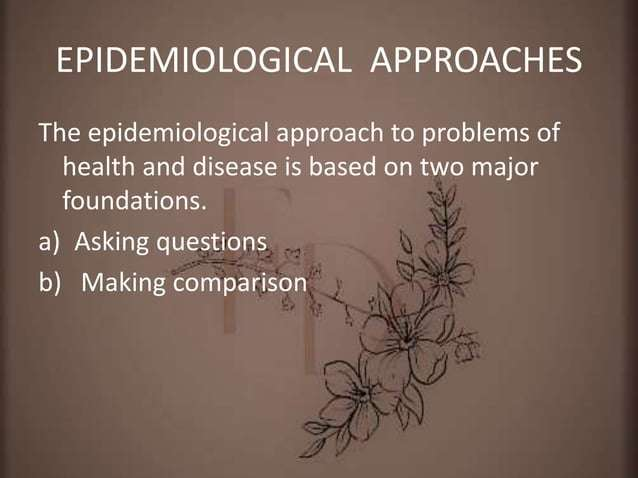 EPIDEMIOLOGICAL APPROACHES
The epidemiological approach to problems of
health and disease is based on two major
foundations.
a) Asking questions
b) Making comparison